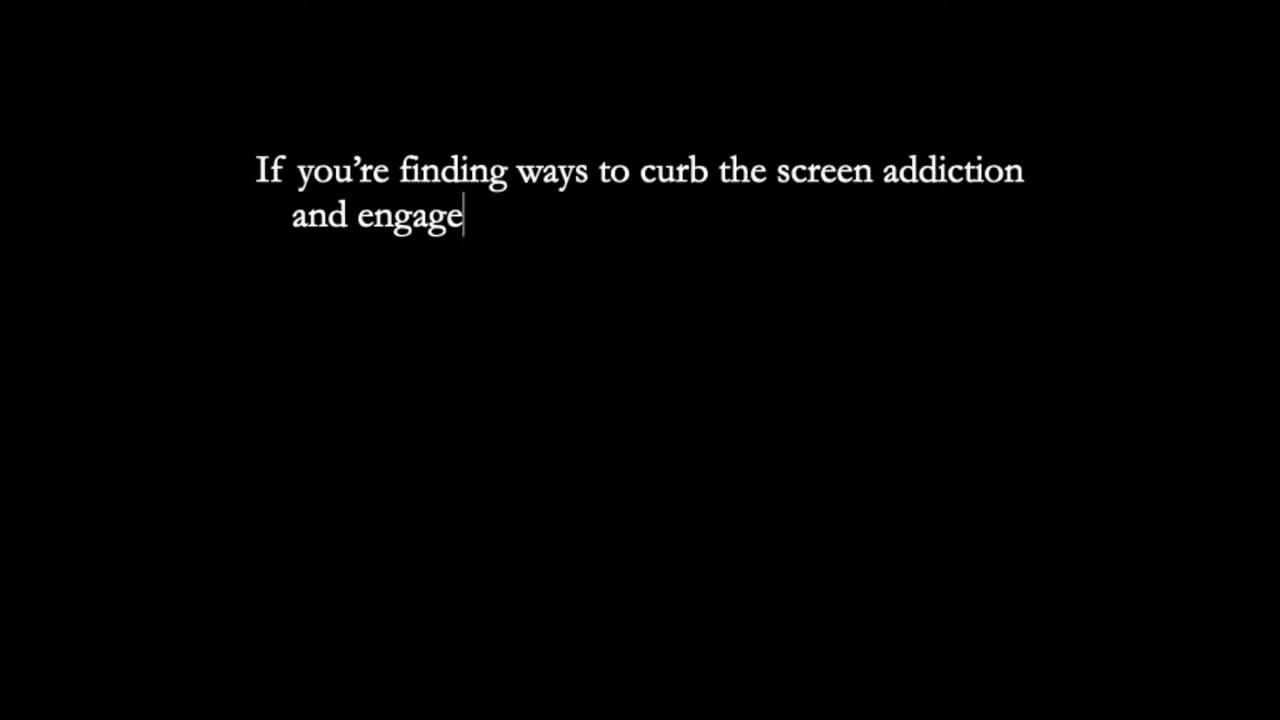 If you’re finding ways to curb the screen addiction
and engage